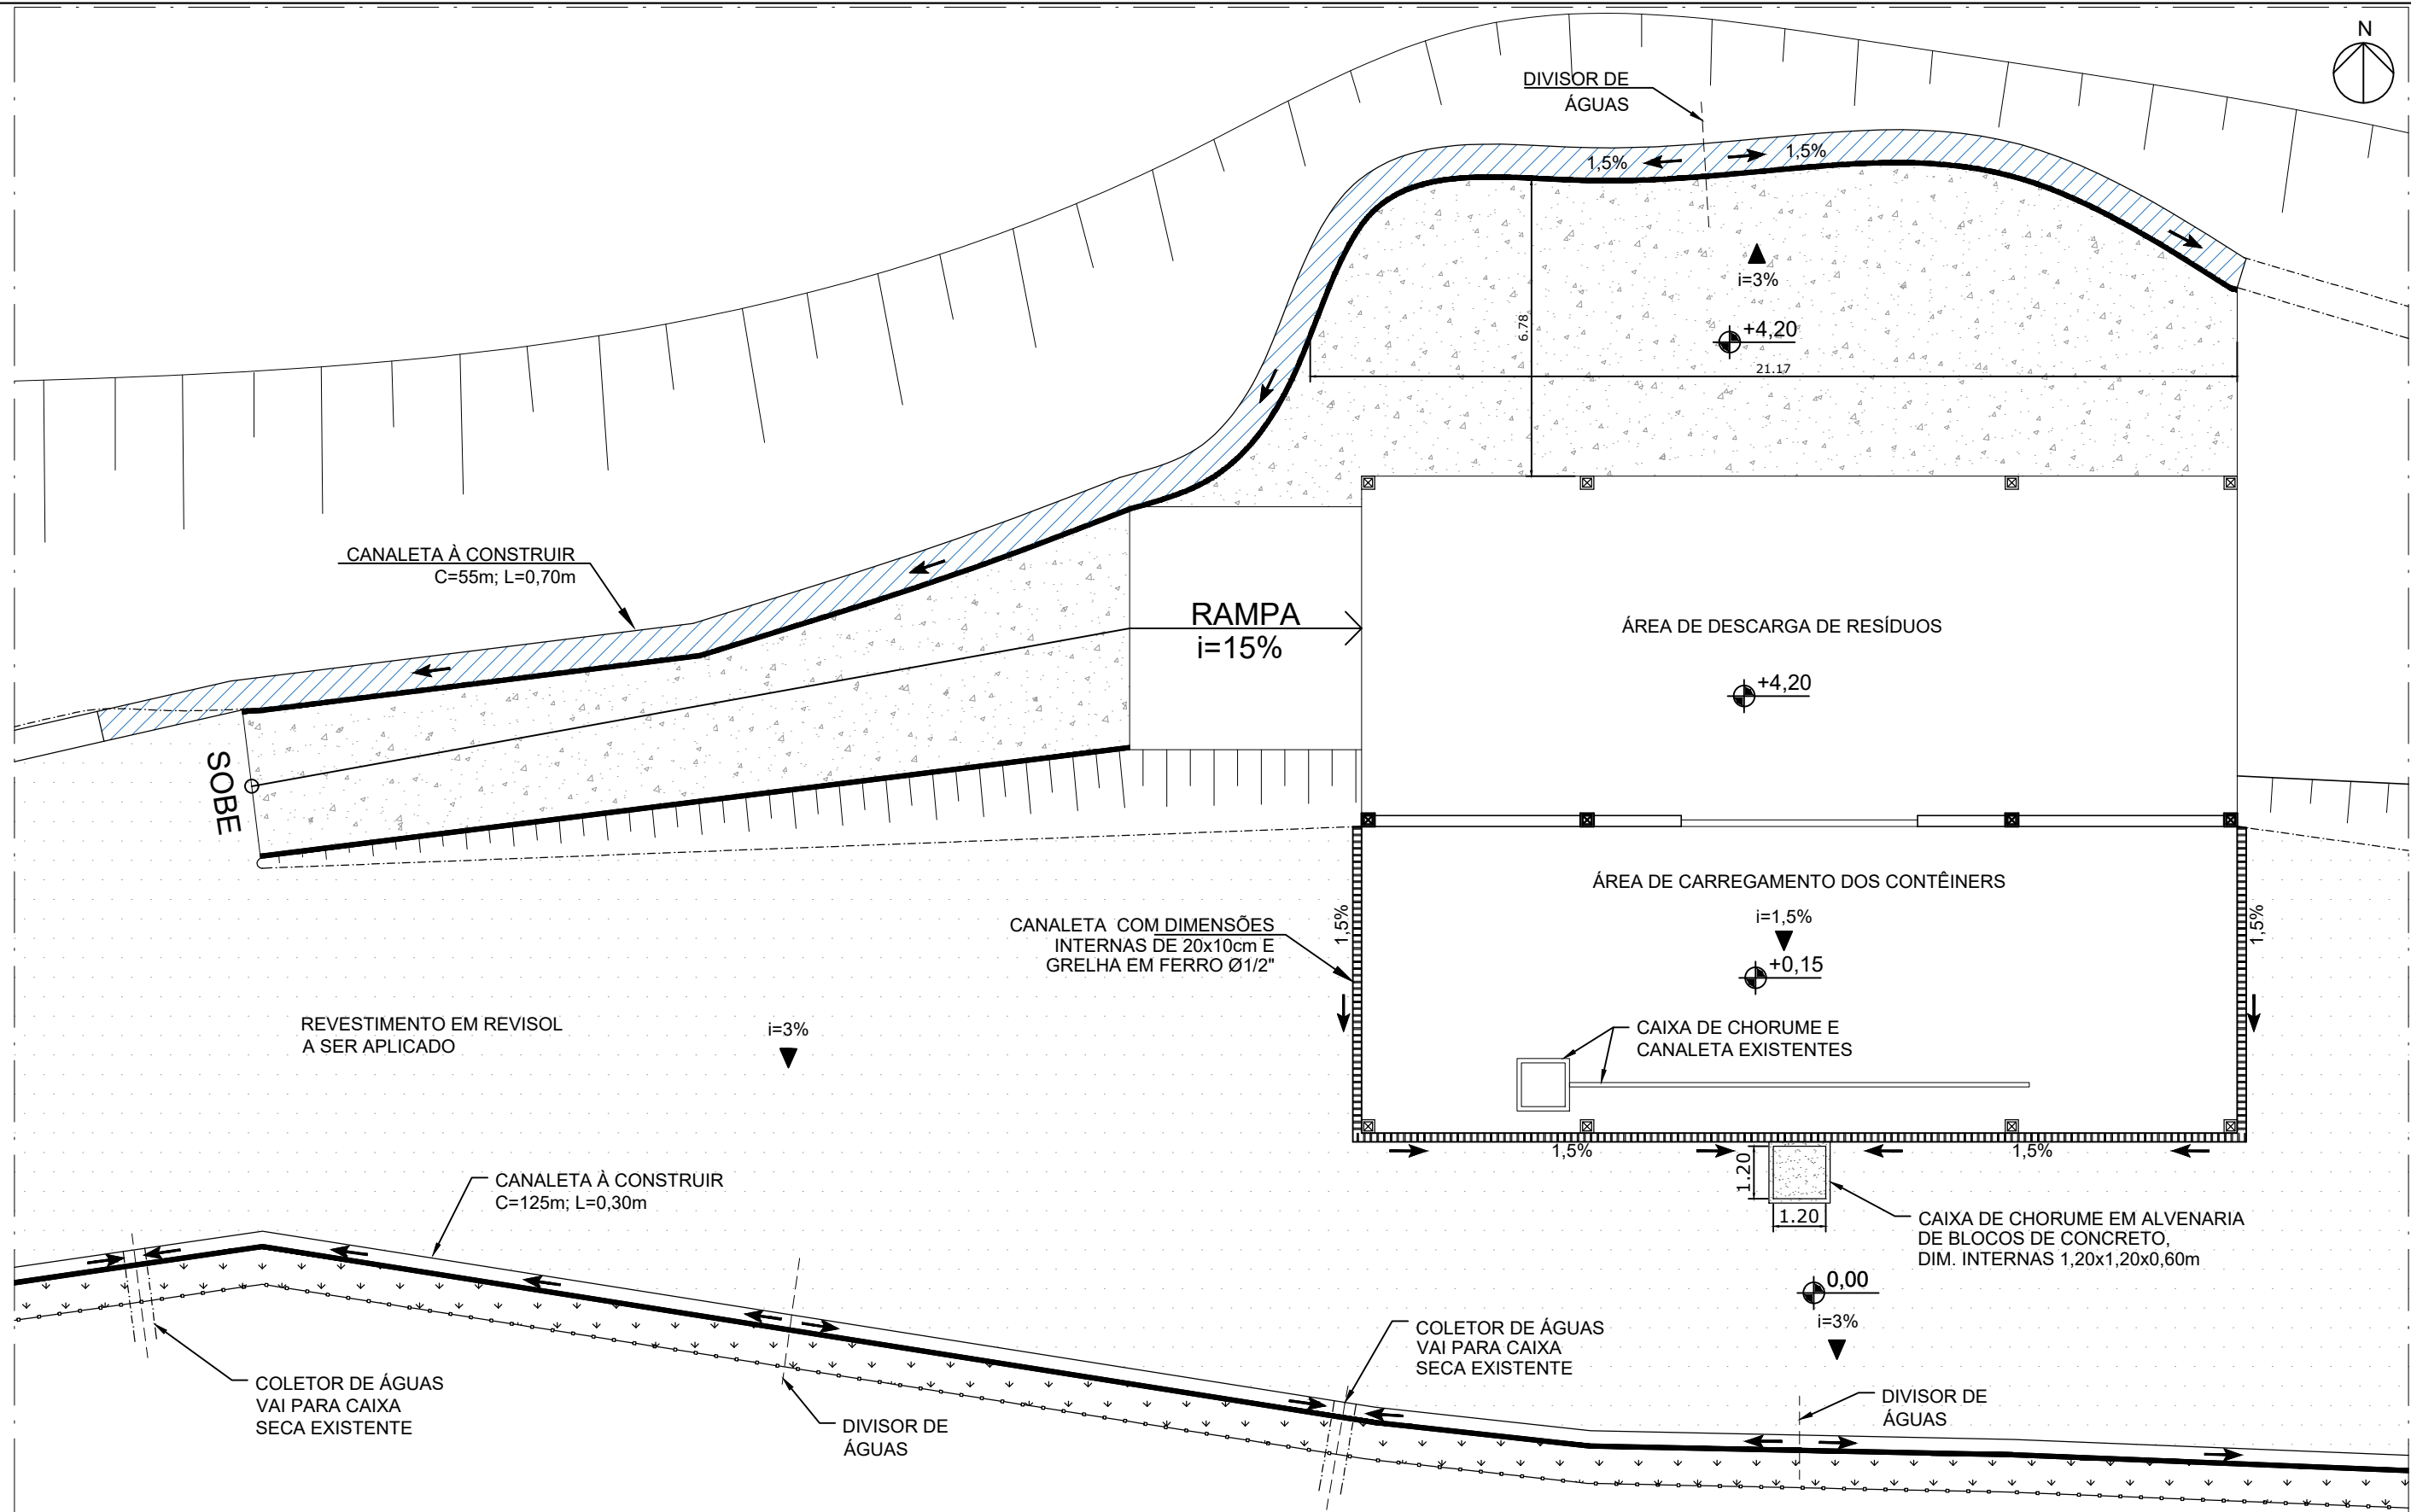 N
DIVISOR DE
ÁGUAS
1,5%
1,5%
i=3%
+4,20
6.78
21.17
CANALETA À CONSTRUIR
C=55m; L=0,70m
RAMPA
i=15%
ÁREA DE DESCARGA DE RESÍDUOS
+4,20
SOBE
ÁREA DE CARREGAMENTO DOS CONTÊINERS
i=1,5%
+0,15
1,5%
1,5%
CANALETA COM DIMENSÕES
INTERNAS DE 20x10cm E
GRELHA EM FERRO Ø1/2"
REVESTIMENTO EM REVISOL
A SER APLICADO
i=3%
CAIXA DE CHORUME E
CANALETA EXISTENTES
1,5%
1,5%
1.20
1.20
CANALETA À CONSTRUIR
C=125m; L=0,30m
CAIXA DE CHORUME EM ALVENARIA
DE BLOCOS DE CONCRETO,
DIM. INTERNAS 1,20x1,20x0,60m
0,00
i=3%
COLETOR DE ÁGUAS
VAI PARA CAIXA
SECA EXISTENTE
COLETOR DE ÁGUAS
VAI PARA CAIXA
SECA EXISTENTE
DIVISOR DE
ÁGUAS
DIVISOR DE
ÁGUAS